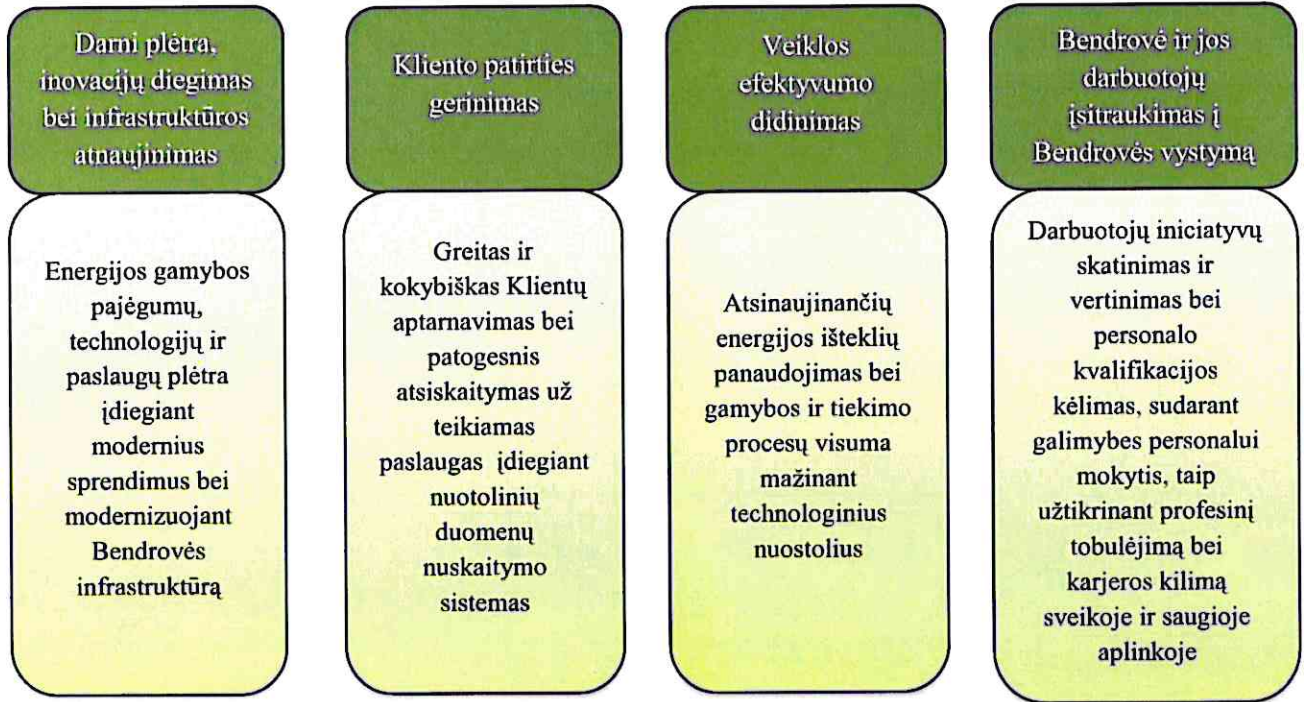 Darni plėtra,
inovacijų diegimas
bei infrastruktūros
atnaujinimas
Energijos gamybos
pajėgumų,
technologijų ir
paslaugų plėtra
įdiegiant
modernius
sprendimus bei
modernizuojant
Bendrovės
infrastruktūrą
Kliento patirties
gerinimas
Greitas ir
kokybiškas Klientų
aptarnavimas bei
patogesnis
atsiskaitymas už
teikiamas
paslaugas įdiegiant
nuotolinių
duomenų
nuskaitymo
sistemas
Veiklos
efektyvumo
didinimas
Atsinaujinančių
energijos išteklių
panaudojimas bei
gamybos ir tiekimo
procesų visuma
mažinant
technologinius
nuostolius
Bendrovė ir jos
darbuotojų
įsitraukimas į
Bendrovės vystymą
Darbuotojų iniciatyvų
skatinimas ir
vertinimas bei
personalo
kvalifikacijos
kėlimas, sudarant
galimybes personalui
mokytis, taip
užtikrinant profesinį
tobulėjimą bei
karjeros kilimą
sveikoje ir saugioje
aplinkoje